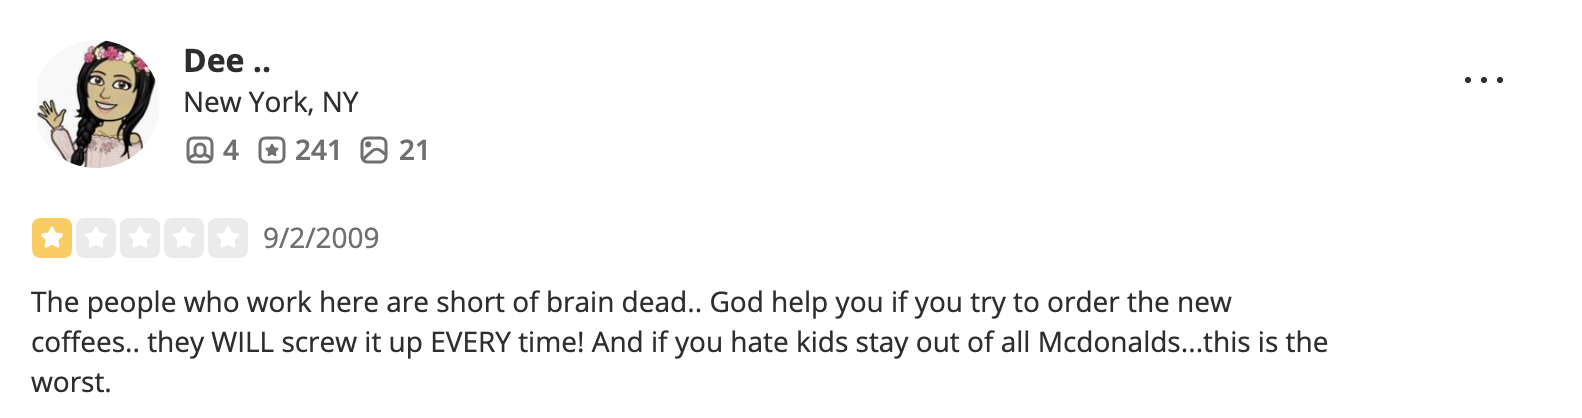 Dee ..
New York, NY
4 241 21
9/2/2009
The people who work here are short of brain dead.. God help you if you try to order the new
coffees.. they WILL screw it up EVERY time! And if you hate kids stay out of all Mcdonalds...this is the
worst.